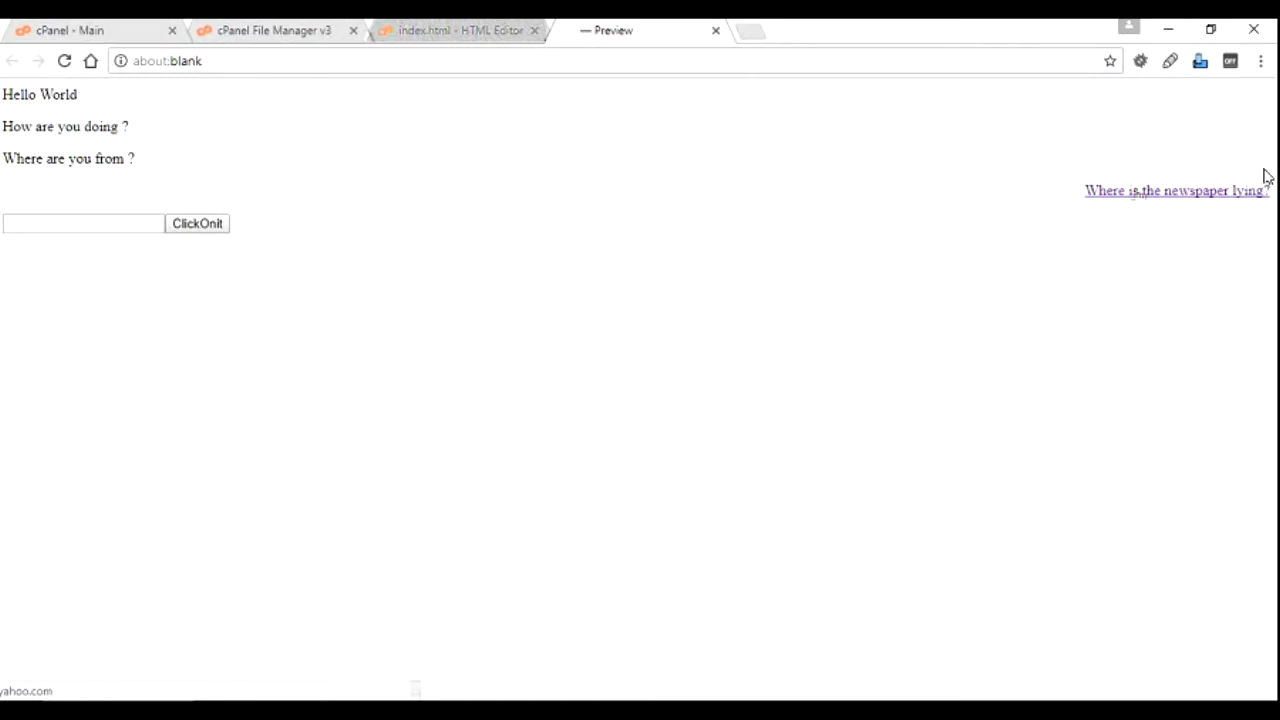 cPanel - Main
cPanel File Manager v3
index.html - HTML Editor
— Preview
about:blank
OFF
Hello World
How are you doing ?
Where are you from ?
Where is the newspaper lying?
ClickOnit
yahoo.com